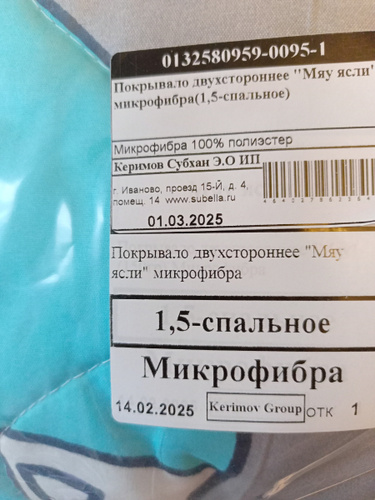 0132580959-0095-1
Покрывало двухстороннее "Мяу ясли"
микрофибра(1,5-спальное)
Микрофибра 100% полиэстер
Керимов Субхан Э.О ИП
г. Иваново, проезд 15-Й, д. 4,
помещ. 14 www.subella.ru
01.03.2025
Покрывало двухстороннее "Мяу
ясли" микрофибра
1,5-спальное
Микрофибра
14.02.2025 Kerimov Group ОТК 1